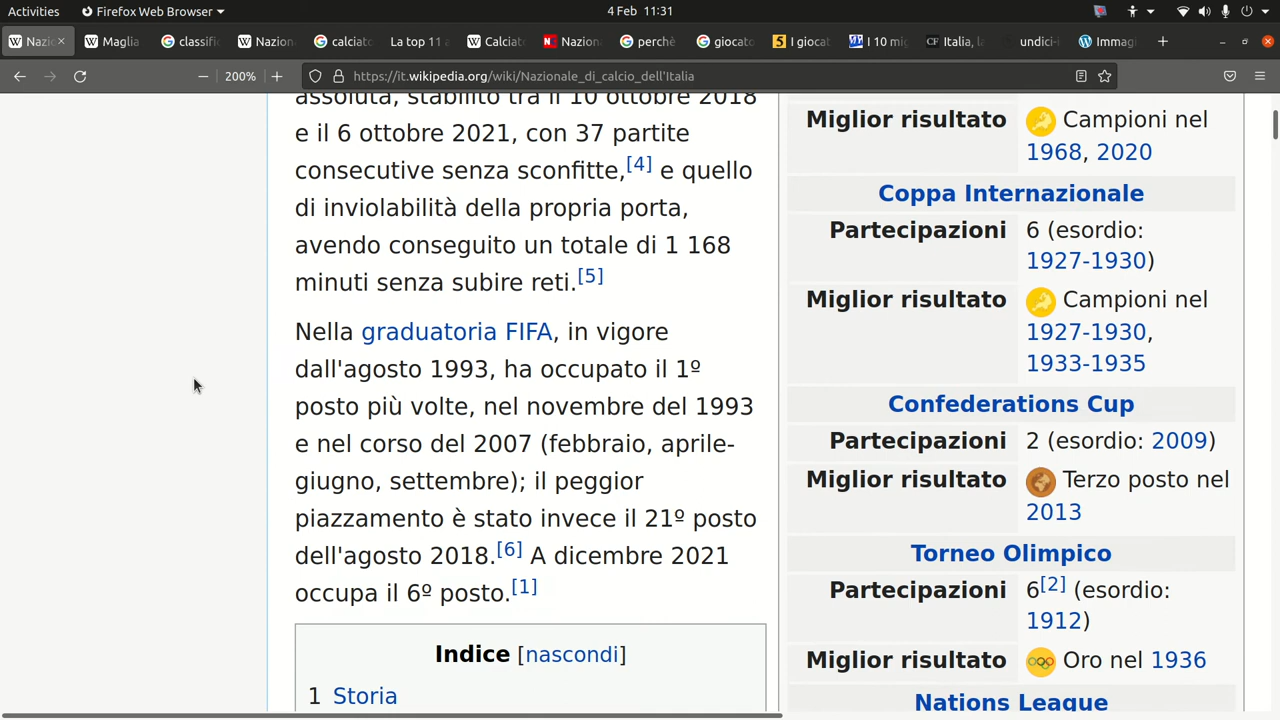 Activities
Firefox Web Browser
4 Feb 11:31
Nazio
Maglia
classifi
Nazion
calciato
La top 11
Calciato
Nazion
perchè
giocato
I giocat
I 10 mi
Italia, l
undici-i
Immagi
200%
https://it.wikipedia.org/wiki/Nazionale_di_calcio_dell'Italia
assoluta, stabilito tra il 10 ottobre 2018
e il 6 ottobre 2021, con 37 partite
consecutive senza sconfitte,[4] e quello
di inviolabilità della propria porta,
avendo conseguito un totale di 1 168
minuti senza subire reti.[5]
Nella graduatoria FIFA, in vigore
dall'agosto 1993, ha occupato il 1º
posto più volte, nel novembre del 1993
e nel corso del 2007 (febbraio, aprile-
giugno, settembre); il peggior
piazzamento è stato invece il 21º posto
dell'agosto 2018.[6] A dicembre 2021
occupa il 6º posto.[1]
Indice [nascondi]
1 Storia
Miglior risultato Campioni nel
1968, 2020
Coppa Internazionale
Partecipazioni 6 (esordio:
1927-1930)
Miglior risultato Campioni nel
1927-1930,
1933-1935
Confederations Cup
Partecipazioni 2 (esordio: 2009)
Miglior risultato Terzo posto nel
2013
Torneo Olimpico
Partecipazioni 6[2] (esordio:
1912)
Miglior risultato Oro nel 1936
Nations League